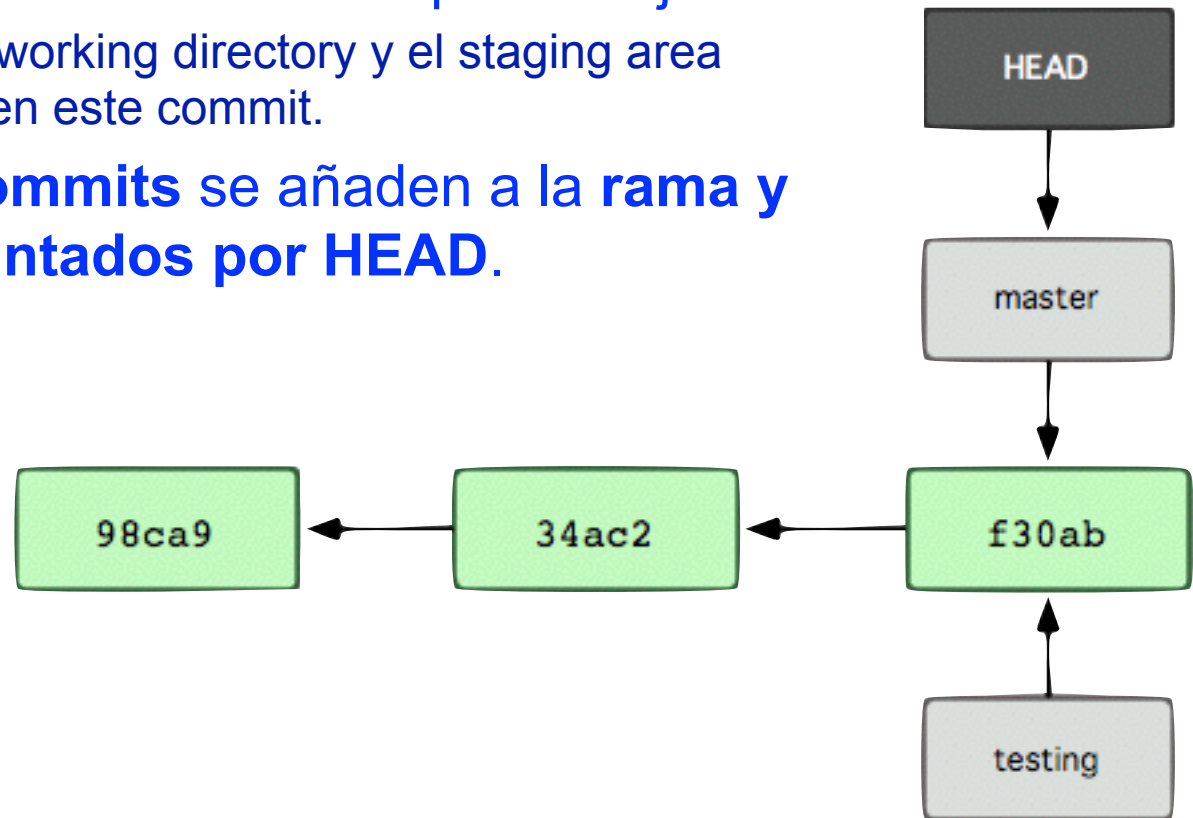 working directory y el staging area
en este commit.
ommits se añaden a la rama y
ntados por HEAD.
HEAD
master
98ca9
34ac2
f30ab
testing